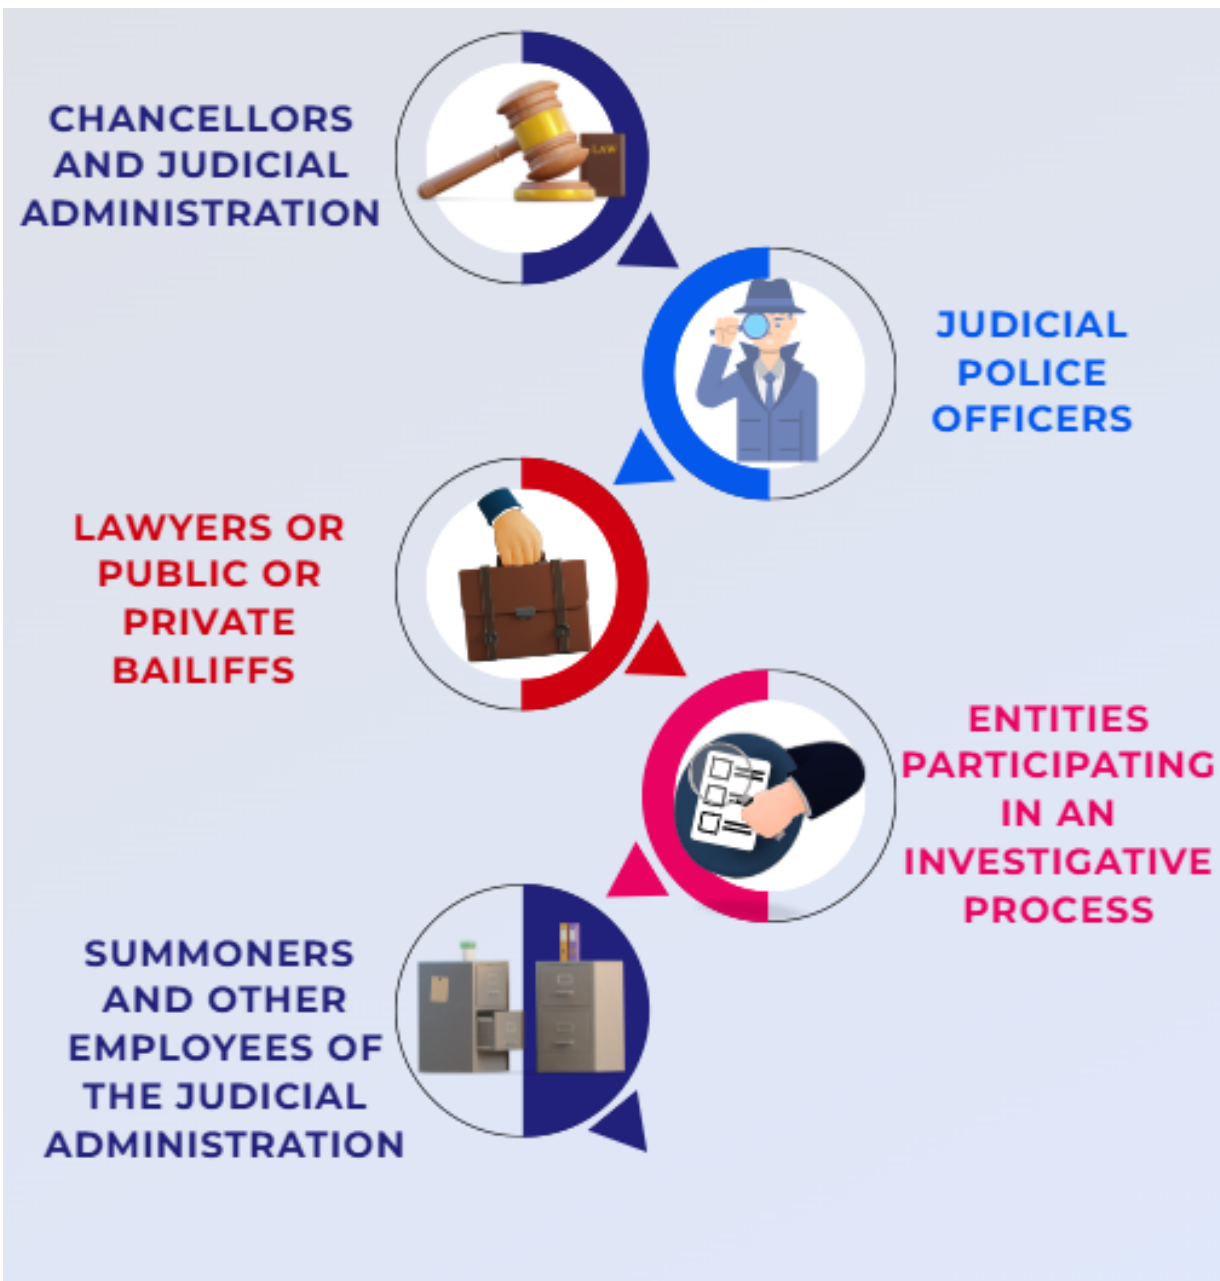 CHANCELLORS
AND JUDICIAL
ADMINISTRATION
LAW
JUDICIAL
POLICE
OFFICERS
LAWYERS OR
PUBLIC OR
PRIVATE
BAILIFFS
ENTITIES
PARTICIPATING
IN AN
INVESTIGATIVE
PROCESS
SUMMONERS
AND OTHER
EMPLOYEES OF
THE JUDICIAL
ADMINISTRATION